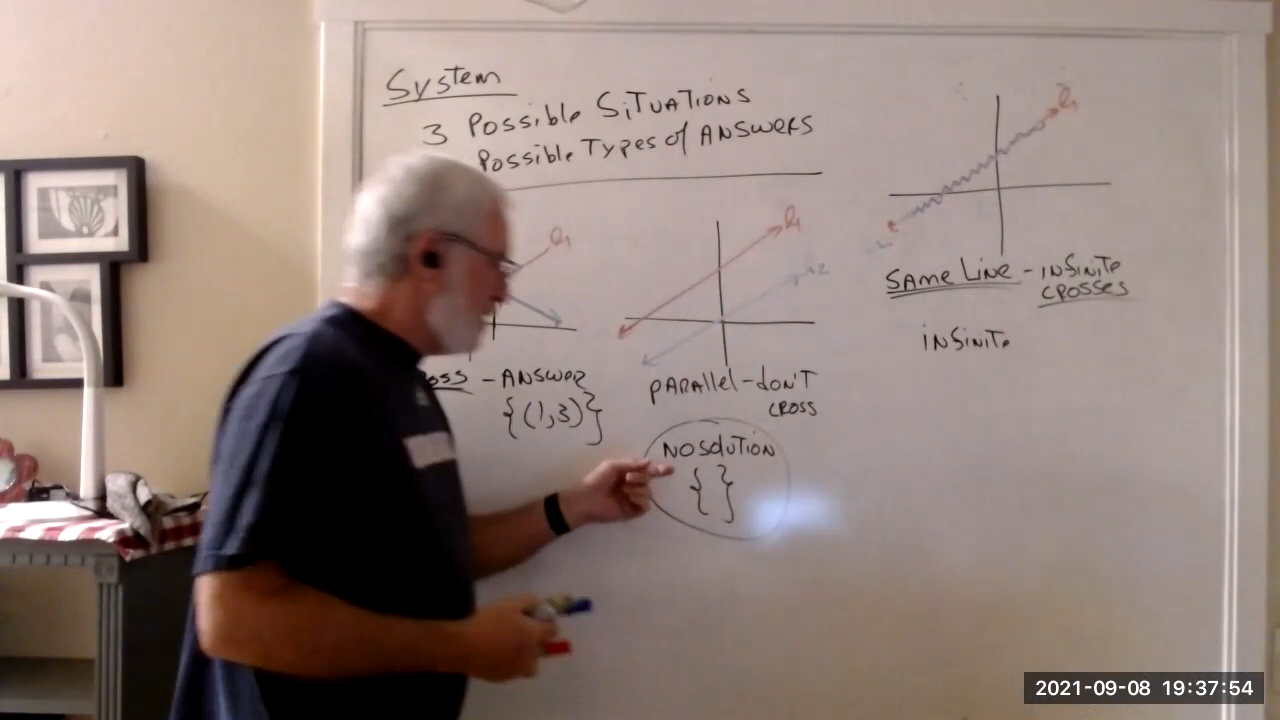 System
3 Possible SiTUATIONS
Possible Types of ANSWERS
l1
l1
l1
SAME LINE - INFINITE
CROSSES
INFINITE
- ANSWER
{(1,3)}
PARAllel - don'T
CROSS
NO SOLUTION
{ }
2021-09-08 19:37:54